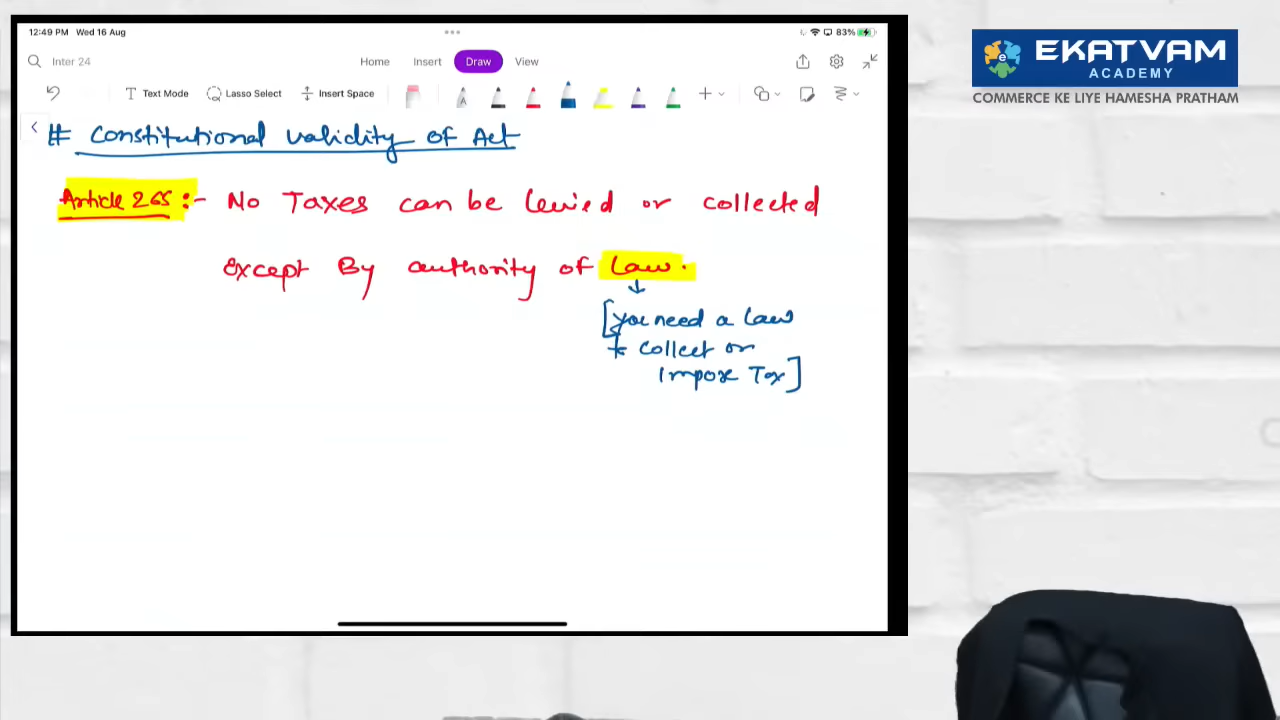 12:49 PM Wed 16 Aug
83%
Inter 24
Home Insert Draw View
Text Mode Lasso Select Insert Space
# Constitutional validity of Act
Article 265 :- No Taxes can be levied or collected
Except By authority of Law.
[you need a Law
to collect or
Impose Tax]
EKATVAM
ACADEMY
COMMERCE KE LIYE HAMESHA PRATHAM